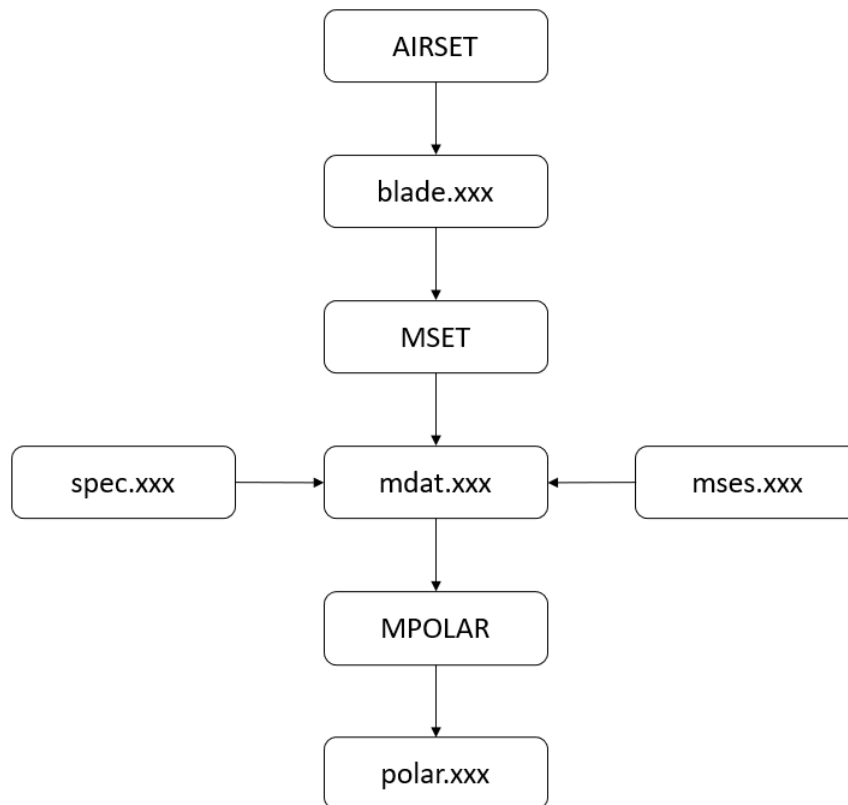 AIRSET
blade.xxx
MSET
spec.xxx
mdat.xxx
mses.xxx
MPOLAR
polar.xxx